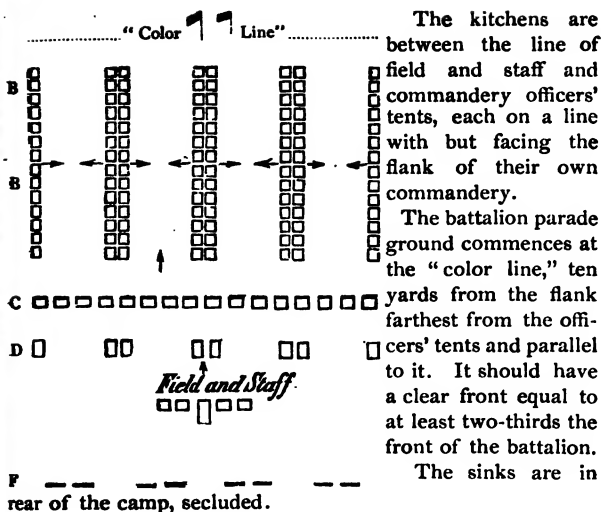 "Color Line"
B
B
C
D
Field and Staff
F
The kitchens are
between the line of
field and staff and
commandery officers'
tents, each on a line
with but facing the
flank of their own
commandery.
The battalion parade
ground commences at
the "color line," ten
yards from the flank
farthest from the offi-
cers' tents and parallel
to it. It should have
a clear front equal to
at least two-thirds the
front of the battalion.
The sinks are in
rear of the camp, secluded.